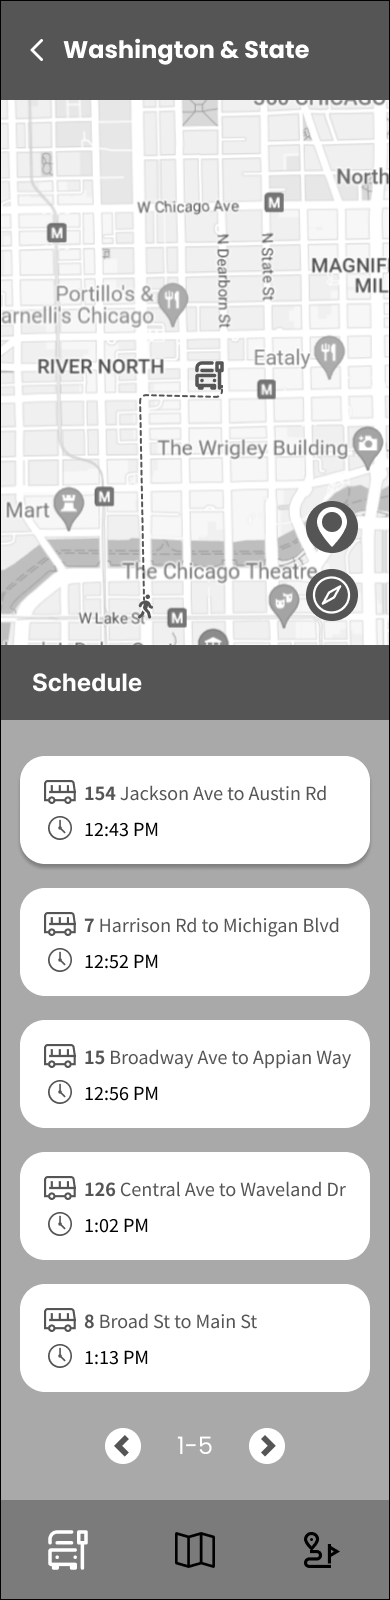 Washington & State
North
W Chicago Ave
M
M
N Dearborn St
N State St
MAGNIF
MIL
Portillo's &
arnelli's Chicago
RIVER NORTH
Eataly
M
The Wrigley Building
Mart
M
The Chicago Theatre
W Lake St
M
Schedule
154 Jackson Ave to Austin Rd
12:43 PM
7 Harrison Rd to Michigan Blvd
12:52 PM
15 Broadway Ave to Appian Way
12:56 PM
126 Central Ave to Waveland Dr
1:02 PM
8 Broad St to Main St
1:13 PM
1-5